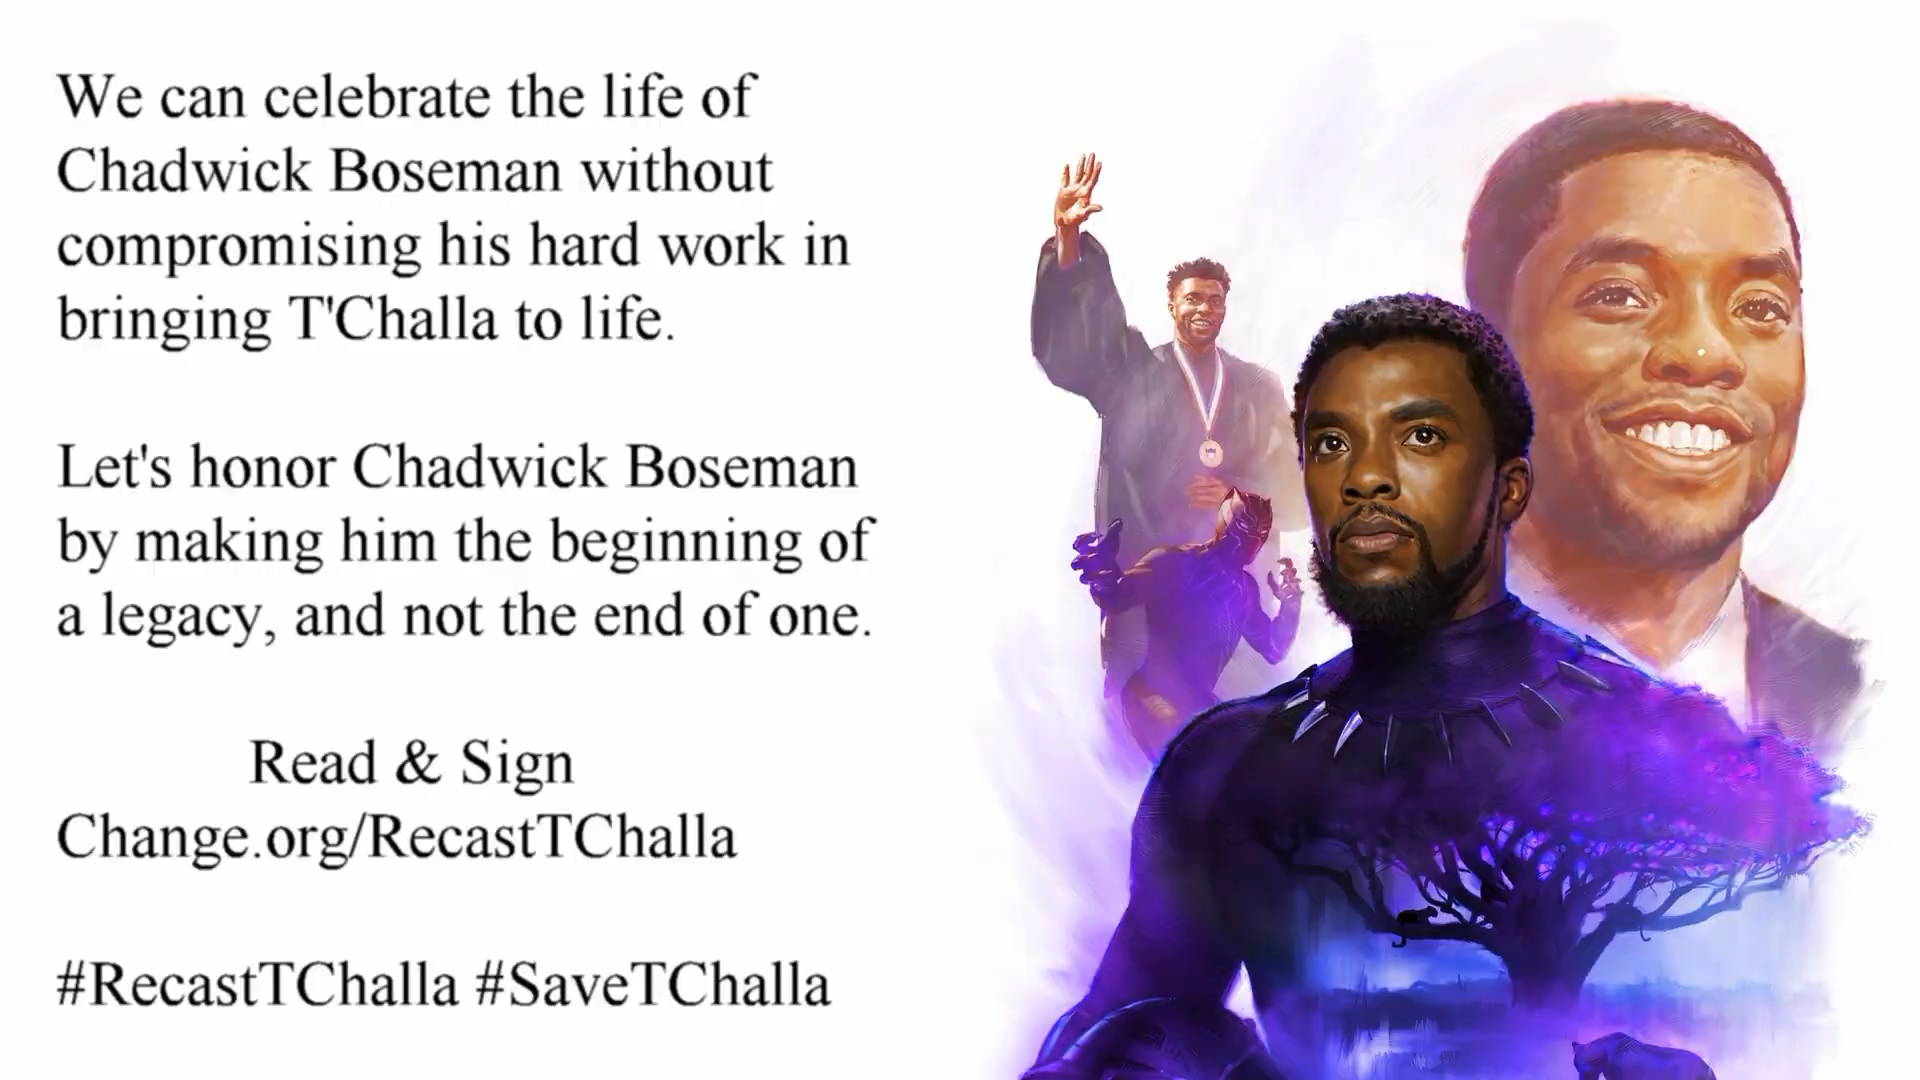 We can celebrate the life of
Chadwick Boseman without
compromising his hard work in
bringing T'Challa to life.
Let's honor Chadwick Boseman
by making him the beginning of
a legacy, and not the end of one.
Read & Sign
Change.org/RecastTChalla
#RecastTChalla #SaveTChalla